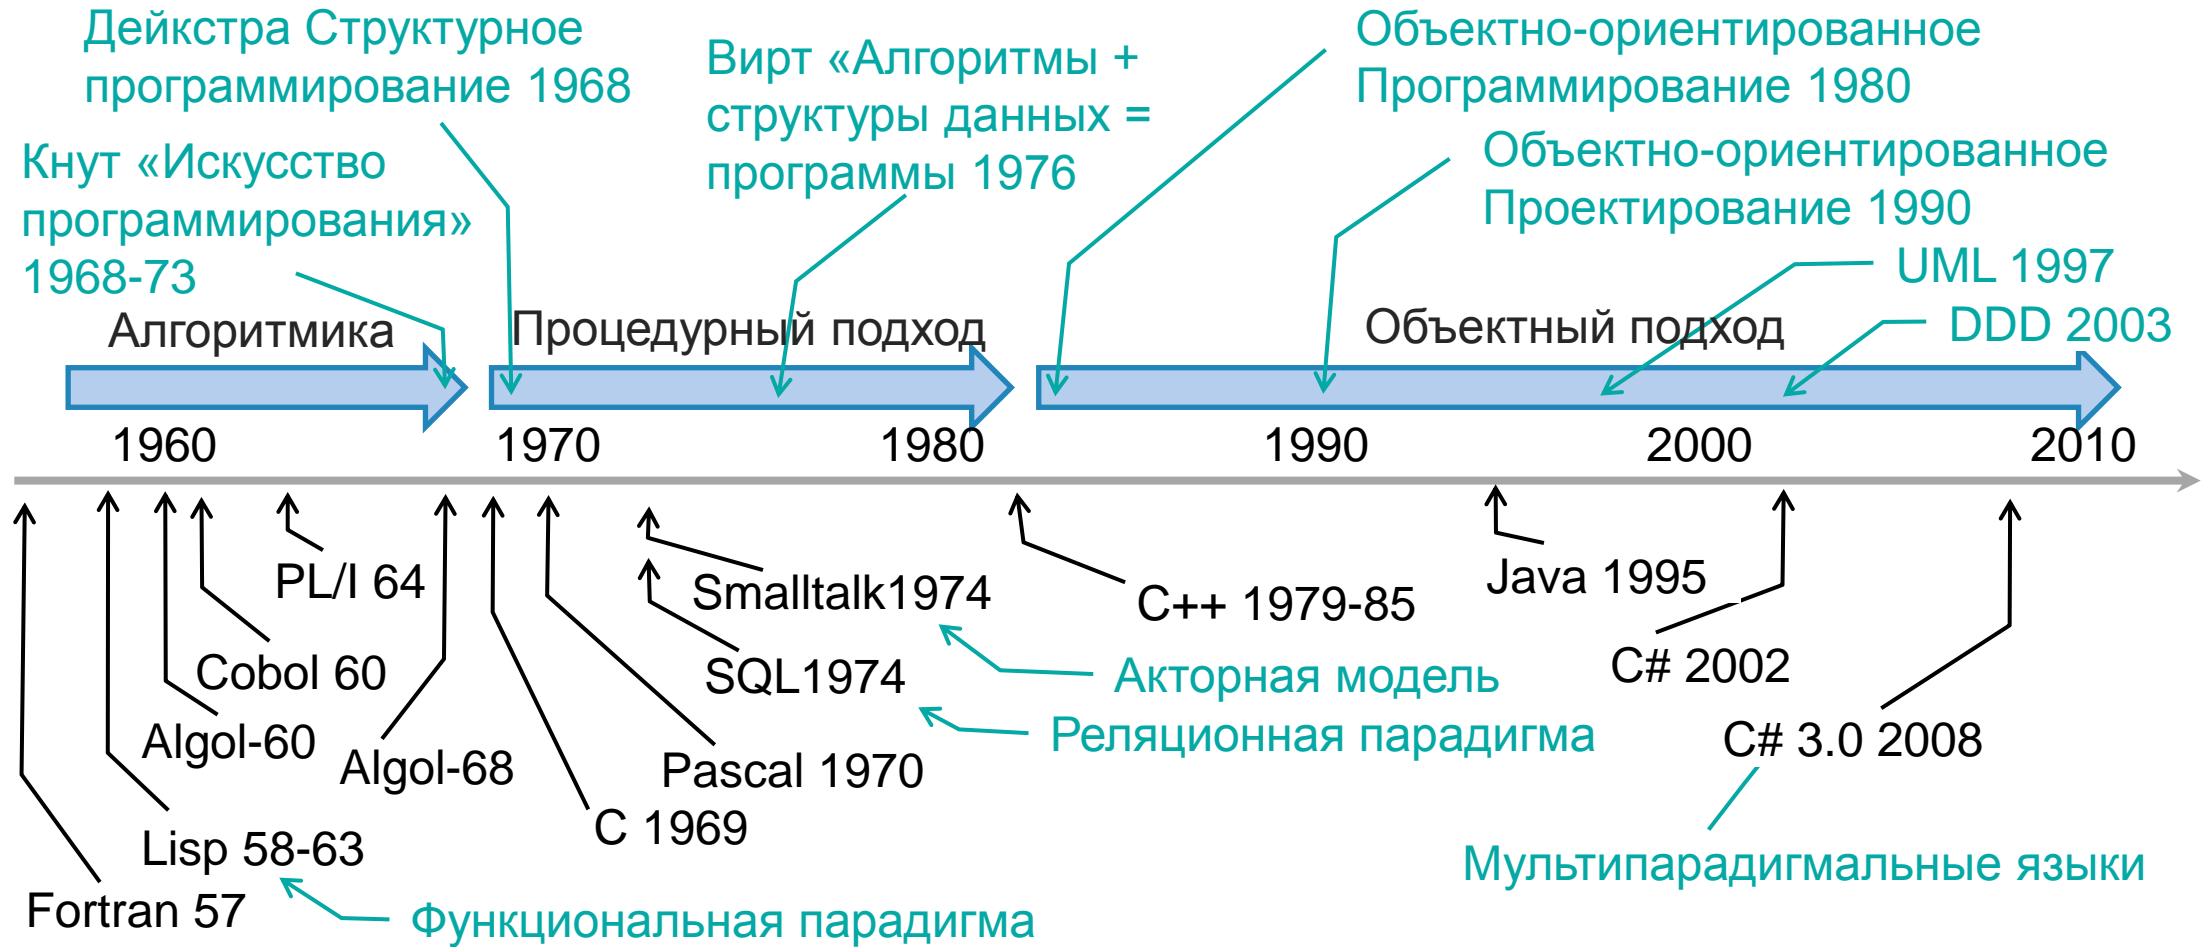 Дейкстра Структурное
программирование 1968
Кнут «Искусство
программирования»
1968-73
Вирт «Алгоритмы +
структуры данных =
программы 1976
Объектно-ориентированное
Программирование 1980
Объектно-ориентированное
Проектирование 1990
UML 1997
DDD 2003
Алгоритмика
Процедурный подход
Объектный подход
1960
1970
1980
1990
2000
2010
PL/I 64
Cobol 60
Algol-60
Algol-68
Lisp 58-63
Fortran 57
Функциональная парадигма
C 1969
Pascal 1970
Smalltalk1974
SQL1974
Акторная модель
Реляционная парадигма
C++ 1979-85
Java 1995
C# 2002
C# 3.0 2008
Мультипарадигмальные языки